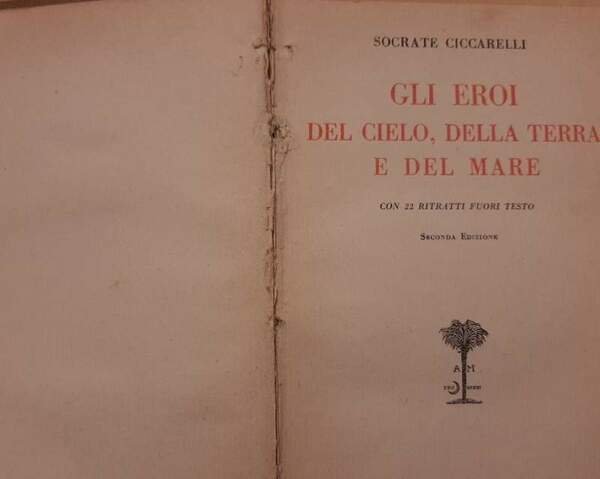 SOCRATE CICCARELLI
GLI EROI
DEL CIELO, DELLA TERRA
E DEL MARE
CON 22 RITRATTI FUORI TESTO
SECONDA EDIZIONE
A M